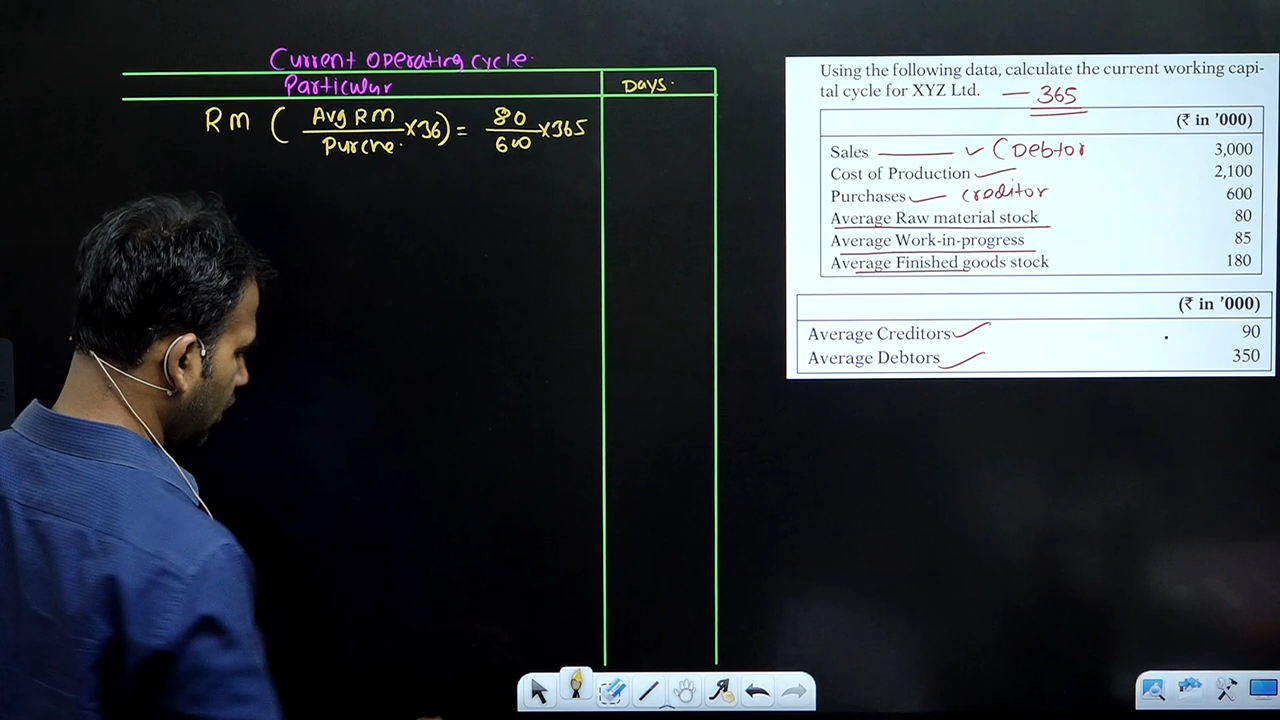 Current operating cycle.
Particular Days.
RM ( Avg RM / Purche. ×36) = 80 / 600 ×365
Using the following data, calculate the current working capi-
tal cycle for XYZ Ltd. — 365
(₹ in ’000)
Sales (Debtor 3,000
Cost of Production 2,100
Purchases creditor 600
Average Raw material stock 80
Average Work-in-progress 85
Average Finished goods stock 180
(₹ in ’000)
Average Creditors 90
Average Debtors 350